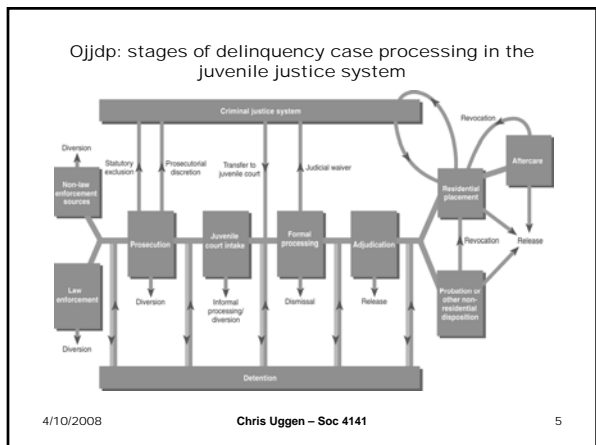 Ojjdp: stages of delinquency case processing in the
juvenile justice system
Criminal justice system
Diversion
Statutory
exclusion
Prosecutorial
discretion
Transfer to
juvenile court
Judicial waiver
Revocation
Aftercare
Non-law
enforcement
sources
Residential
placement
Prosecution
Juvenile
court intake
Formal
processing
Adjudication
Revocation
Release
Law
enforcement
Diversion
Informal
processing/
diversion
Dismissal
Release
Probation or
other non-
residential
disposition
Diversion
Detention
4/10/2008
Chris Uggen – Soc 4141
5